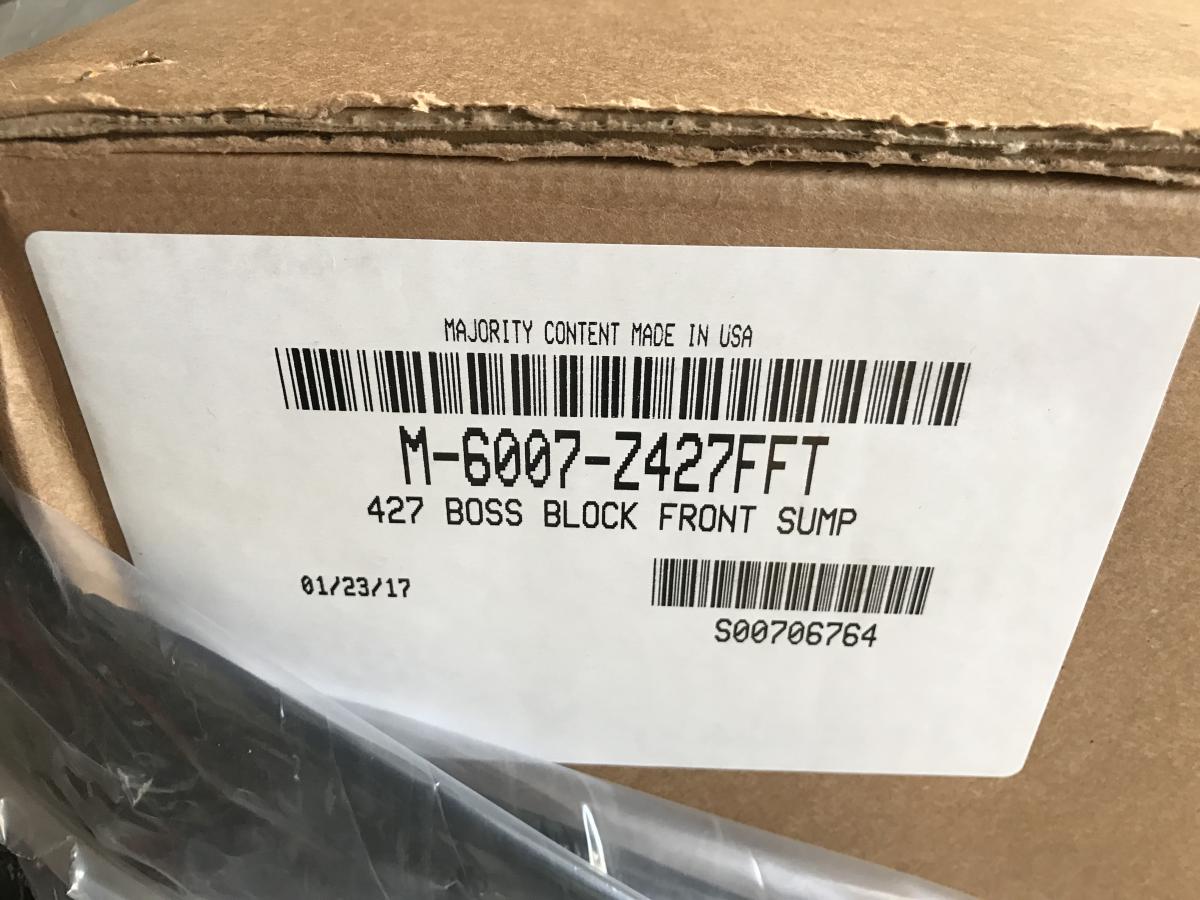 MAJORITY CONTENT MADE IN USA
M-6007-Z427FFT
427 BOSS BLOCK FRONT SUMP
01/23/17
S00706764